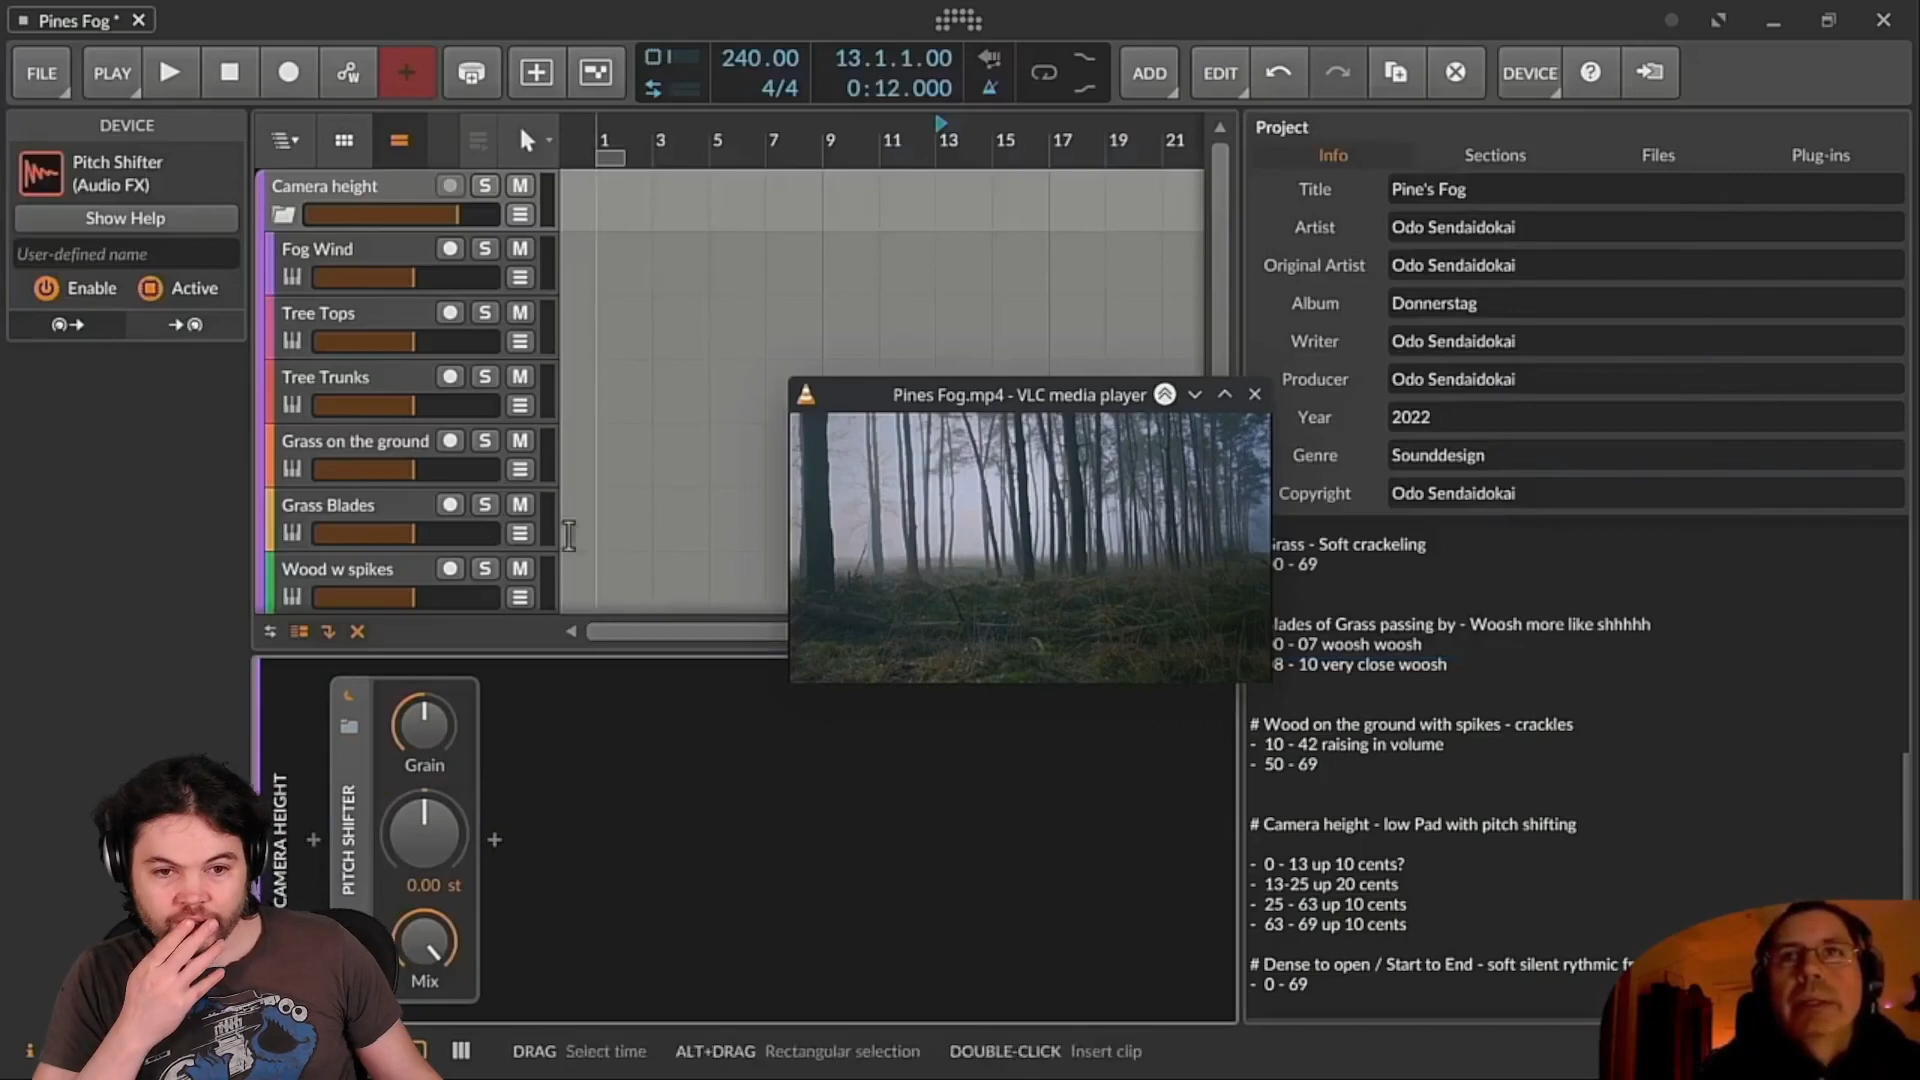 Pines Fog *
FILE
PLAY
240.00
4/4
13.1.1.00
0:12.000
ADD
EDIT
DEVICE
DEVICE
Pitch Shifter
(Audio FX)
Show Help
User-defined name
Enable
Active
1 3 5 7 9 11 13 15 17 19 21
Camera height S M
Fog Wind S M
Tree Tops S M
Tree Trunks S M
Grass on the ground S M
Grass Blades S M
Wood w spikes S M
Pines Fog.mp4 - VLC media player
Project
Info Sections Files Plug-ins
Title Pine's Fog
Artist Odo Sendaidokai
Original Artist Odo Sendaidokai
Album Donnerstag
Writer Odo Sendaidokai
Producer Odo Sendaidokai
Year 2022
Genre Sounddesign
Copyright Odo Sendaidokai
- Soft crackeling
- 69
of Grass passing by - Woosh more like shhhhh
- 07 woosh woosh
- 10 very close woosh
# Wood on the ground with spikes - crackles
- 10 - 42 raising in volume
- 50 - 69
# Camera height - low Pad with pitch shifting
- 0 - 13 up 10 cents?
- 13-25 up 20 cents
- 25 - 63 up 10 cents
- 63 - 69 up 10 cents
# Dense to open / Start to End - soft silent rythmic
- 0 - 69
CAMERA HEIGHT
PITCH SHIFTER
Grain
0.00 st
Mix
DRAG Select time ALT+DRAG Rectangular selection DOUBLE-CLICK Insert clip